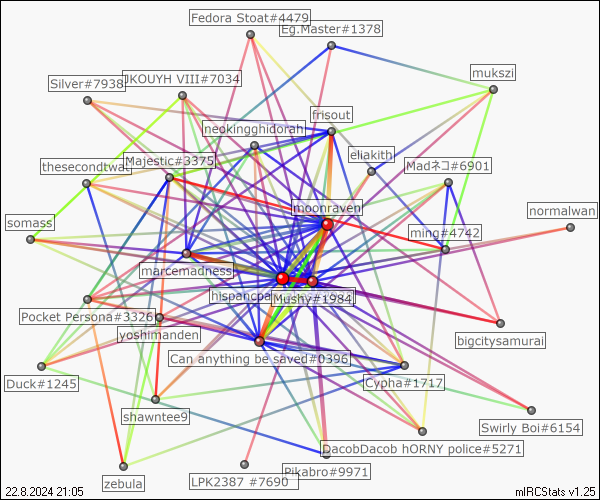 Fedora Stoat#4479
Eg.Master#1378
mukszi
JKOUYH VIII#7034
Silver#7938
frisout
neokingghidorah
eliakith
Majestic#3375
thesecondtwat
Madネコ#6901
moonraven
normalwan
somass
ming#4742
marcemadness
Mushy#1984
Pocket Persona#3326
yoshimanden
bigcitysamurai
Can anything be saved#0396
Duck#1245
Cypha#1717
shawntee9
Swirly Boi#6154
DacobDacob hORNY police#5271
Pikabro#9971
zebula
LPK2387 #7690
22.8.2024 21:05
mIRCStats v1.25